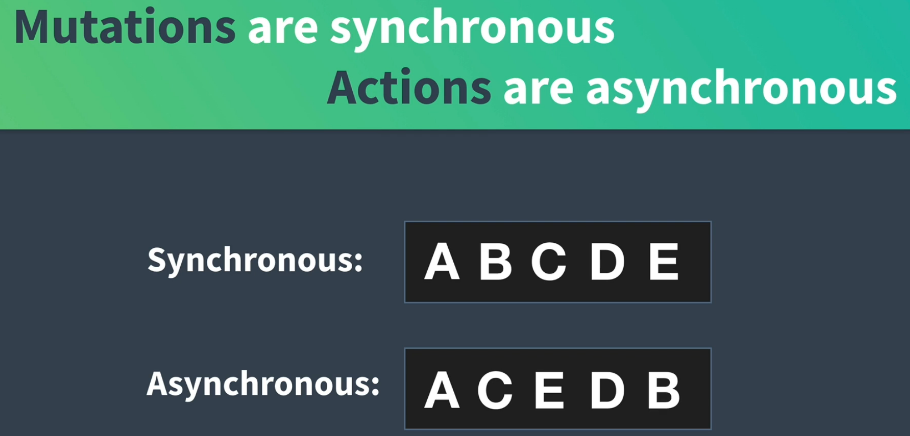 Mutations are synchronous
Actions are asynchronous
Synchronous: A B C D E
Asynchronous: A C E D B